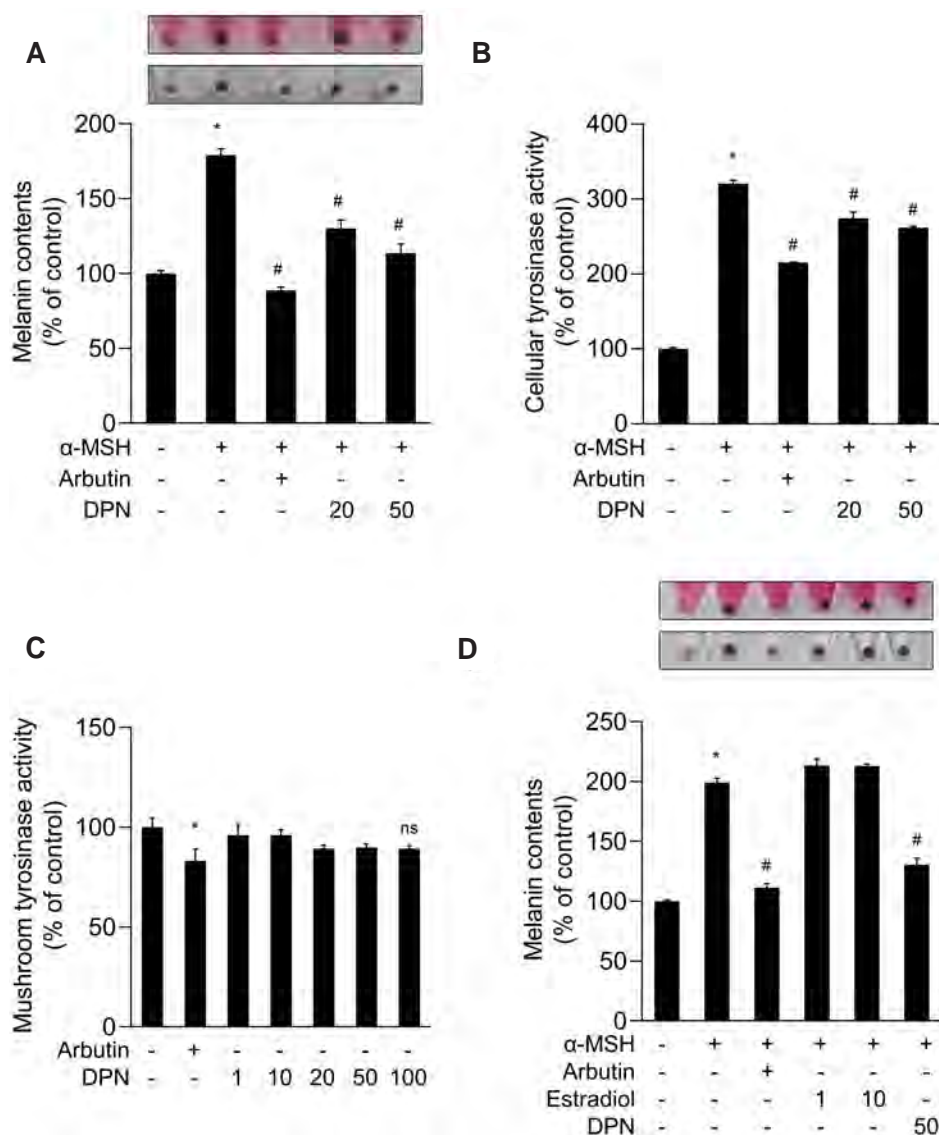 A
200
150
100
50
0
Melanin contents
(% of control)
* # # #
α-MSH - + + + +
Arbutin - - + - -
DPN - - - 20 50
B
400
300
200
100
0
Cellular tyrosinase activity
(% of control)
* # # #
α-MSH - + + + +
Arbutin - - + - -
DPN - - - 20 50
C
150
100
50
0
Mushroom tyrosinase activity
(% of control)
* ns
Arbutin - + - - - - -
DPN - - 1 10 20 50 100
D
250
200
150
100
50
0
Melanin contents
(% of control)
* # #
α-MSH - + + + + +
Arbutin - - + - - -
Estradiol - - - 1 10 -
DPN - - - - - 50